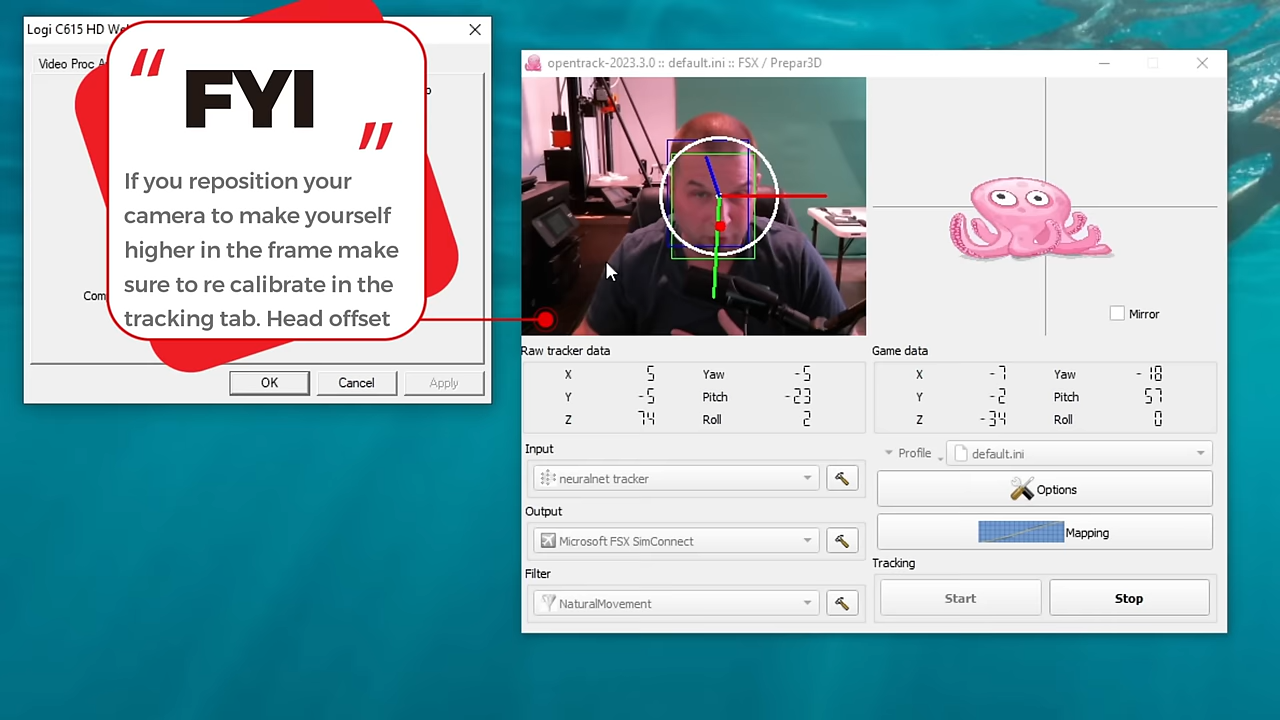 Logi C615 HD We
Video Proc A
“
FYI
”
If you reposition your
camera to make yourself
higher in the frame make
sure to re calibrate in the
tracking tab. Head offset
OK
Cancel
Apply
opentrack-2023.3.0 :: default.ini :: FSX / Prepar3D
Mirror
Raw tracker data
X 5 Yaw -5
Y -5 Pitch -23
Z 74 Roll 2
Game data
X -7 Yaw -18
Y -2 Pitch 57
Z -34 Roll 0
Input
neuralnet tracker
Output
Microsoft FSX SimConnect
Filter
NaturalMovement
Profile
default.ini
Options
Mapping
Tracking
Start
Stop